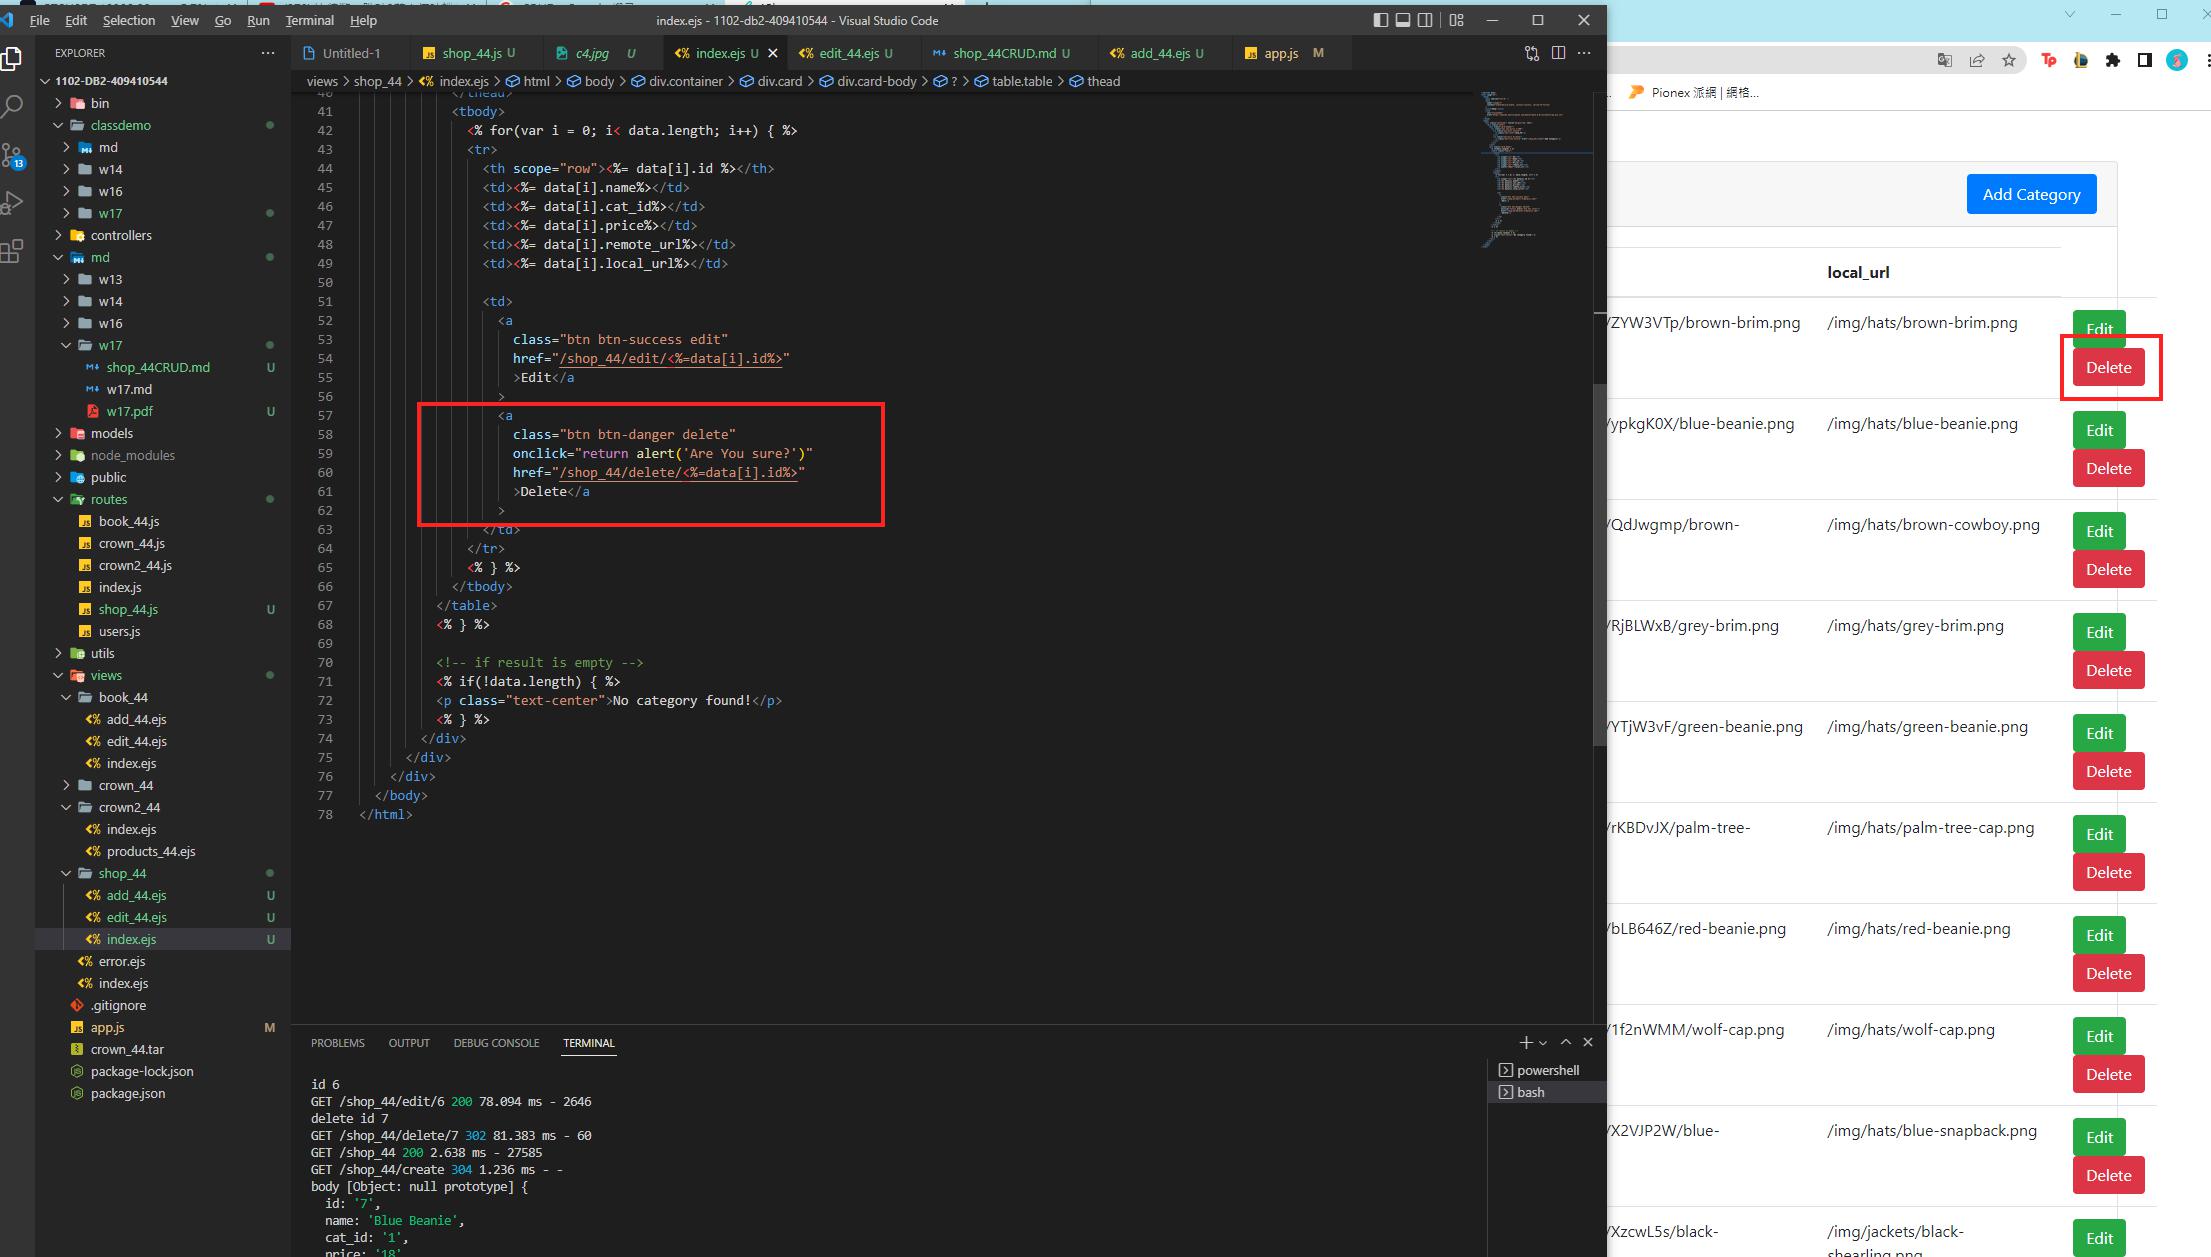 File Edit Selection View Go Run Terminal Help
index.ejs - 1102-db2-409410544 - Visual Studio Code
EXPLORER
1102-DB2-409410544
bin
classdemo
md
w14
w16
w17
controllers
md
w13
w14
w16
w17
shop_44CRUD.md U
w17.md
w17.pdf U
models
node_modules
public
routes
book_44.js
crown_44.js
crown2_44.js
index.js
shop_44.js U
users.js
utils
views
book_44
add_44.ejs
edit_44.ejs
index.ejs
crown_44
crown2_44
index.ejs
products_44.ejs
shop_44
add_44.ejs U
edit_44.ejs U
index.ejs U
error.ejs
index.ejs
.gitignore
app.js M
crown_44.tar
package-lock.json
package.json
13
Untitled-1 shop_44.js U c4.jpg U index.ejs U edit_44.ejs U shop_44CRUD.md U add_44.ejs U app.js M
views > shop_44 > index.ejs > html > body > div.container > div.card > div.card-body > ? > table.table > thead
40 </thead>
41 <tbody>
42 <% for(var i = 0; i< data.length; i++) { %>
43 <tr>
44 <th scope="row"><%= data[i].id %></th>
45 <td><%= data[i].name%></td>
46 <td><%= data[i].cat_id%></td>
47 <td><%= data[i].price%></td>
48 <td><%= data[i].remote_url%></td>
49 <td><%= data[i].local_url%></td>
50
51 <td>
52 <a
53 class="btn btn-success edit"
54 href="/shop_44/edit/<%=data[i].id%>"
55 >Edit</a
56 >
57 <a
58 class="btn btn-danger delete"
59 onclick="return alert('Are You sure?')"
60 href="/shop_44/delete/<%=data[i].id%>"
61 >Delete</a
62 >
63 </td>
64 </tr>
65 <% } %>
66 </tbody>
67 </table>
68 <% } %>
69
70 <!-- if result is empty -->
71 <% if(!data.length) { %>
72 <p class="text-center">No category found!</p>
73 <% } %>
74 </div>
75 </div>
76 </div>
77 </body>
78 </html>
PROBLEMS OUTPUT DEBUG CONSOLE TERMINAL
powershell
bash
id 6
GET /shop_44/edit/6 200 78.094 ms - 2646
delete id 7
GET /shop_44/delete/7 302 81.383 ms - 60
GET /shop_44 200 2.638 ms - 27585
GET /shop_44/create 304 1.236 ms - -
body [Object: null prototype] {
id: '7',
name: 'Blue Beanie',
cat_id: '1',
price: '18'
Tp
Pionex 派網 | 網格...
Add Category
local_url
/ZYW3VTp/brown-brim.png /img/hats/brown-brim.png Edit
Delete
/ypkgK0X/blue-beanie.png /img/hats/blue-beanie.png Edit
Delete
/QdJwgmp/brown- /img/hats/brown-cowboy.png Edit
Delete
/RjBLWxB/grey-brim.png /img/hats/grey-brim.png Edit
Delete
/YTjW3vF/green-beanie.png /img/hats/green-beanie.png Edit
Delete
/rKBDvJX/palm-tree- /img/hats/palm-tree-cap.png Edit
Delete
/bLB646Z/red-beanie.png /img/hats/red-beanie.png Edit
Delete
/1f2nWMM/wolf-cap.png /img/hats/wolf-cap.png Edit
Delete
/X2VJP2W/blue- /img/hats/blue-snapback.png Edit
Delete
/XzcwL5s/black- /img/jackets/black- Edit
shearling.png